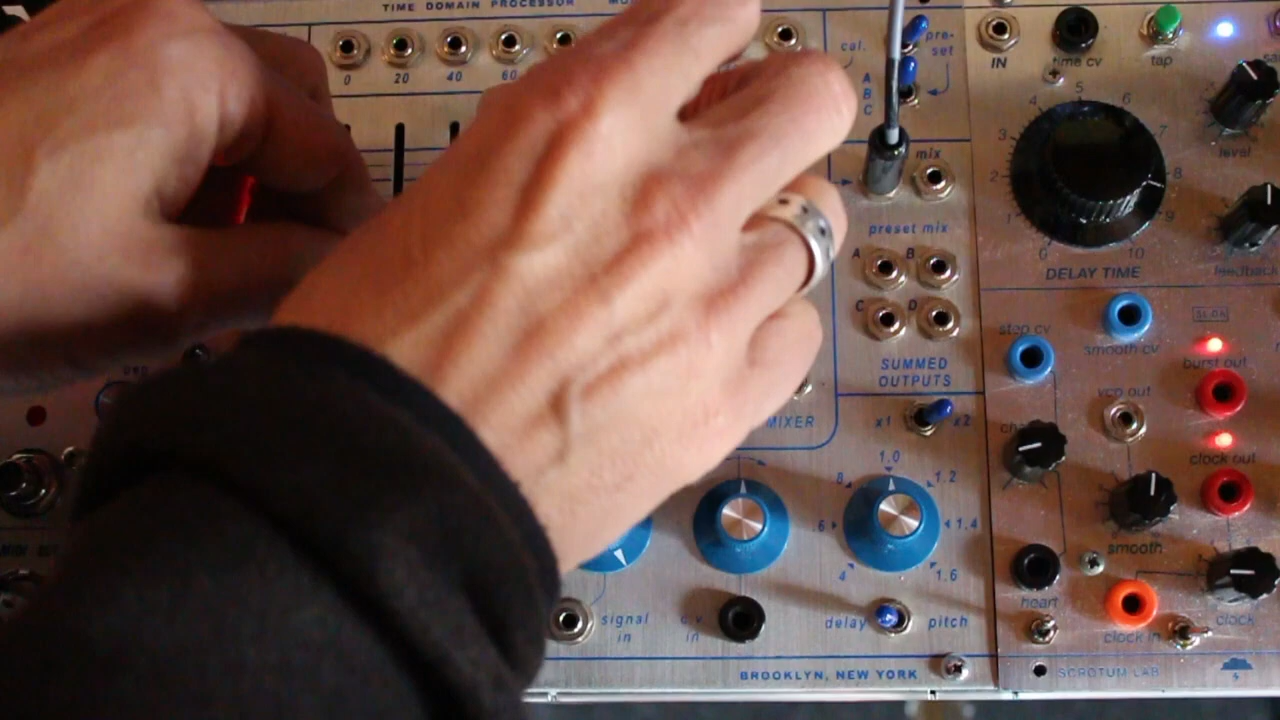 TIME DOMAIN PROCESSOR
0 20 40 60
cal.
pre-
set
A
B
C
mix
preset mix
A B
C D
SUMMED
OUTPUTS
MIXER
x1 x2
1.0
.8 1.2
.6 1.4
.4 1.6
signal
in
c.v.
in
delay pitch
BROOKLYN, NEW YORK
IN time cv tap
level
0 1 2 3 4 5 6 7 8 9 10
DELAY TIME
feedback
step cv
smooth cv
burst out
vco out
clock out
smooth
heart
clock
clock in
SCROTUM LAB